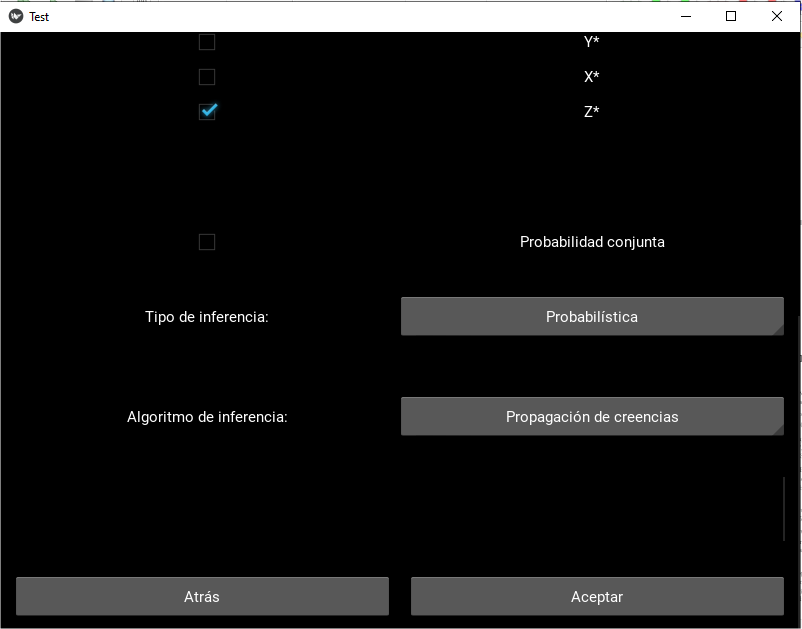 Test
Y*
X*
Z*
Probabilidad conjunta
Tipo de inferencia: Probabilística
Algoritmo de inferencia: Propagación de creencias
Atrás Aceptar